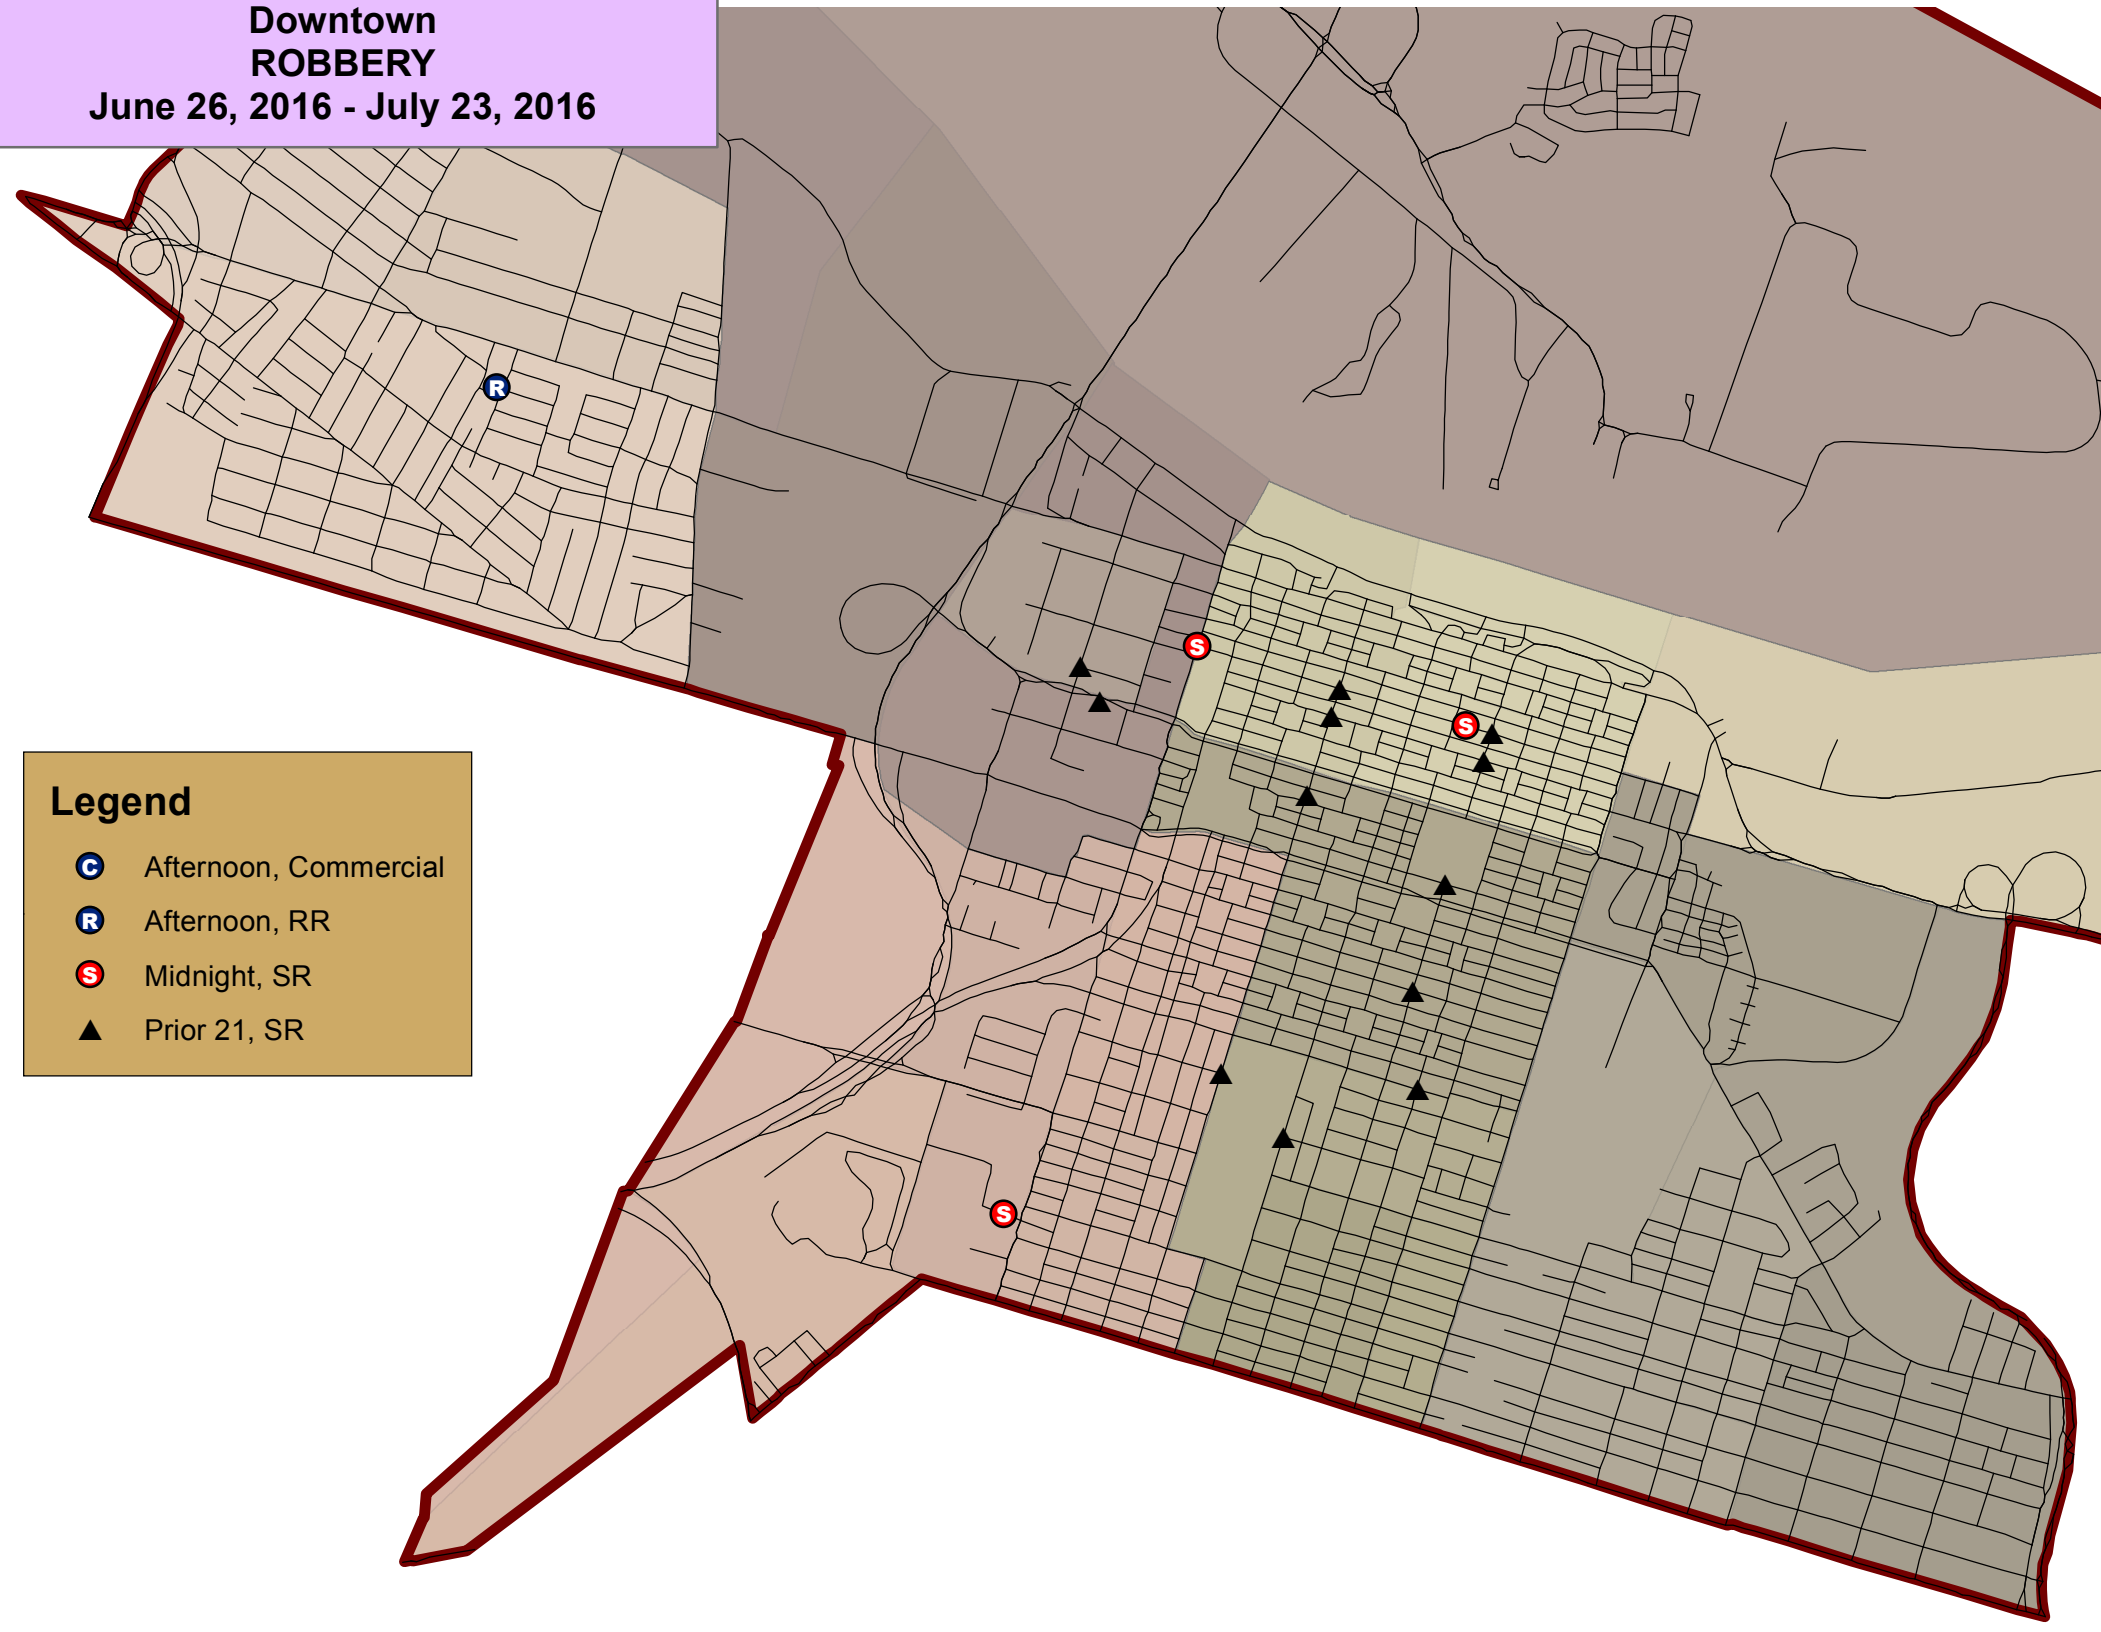 Downtown
ROBBERY
June 26, 2016 - July 23, 2016
R
S
S
S
Legend
C Afternoon, Commercial
R Afternoon, RR
S Midnight, SR
Prior 21, SR